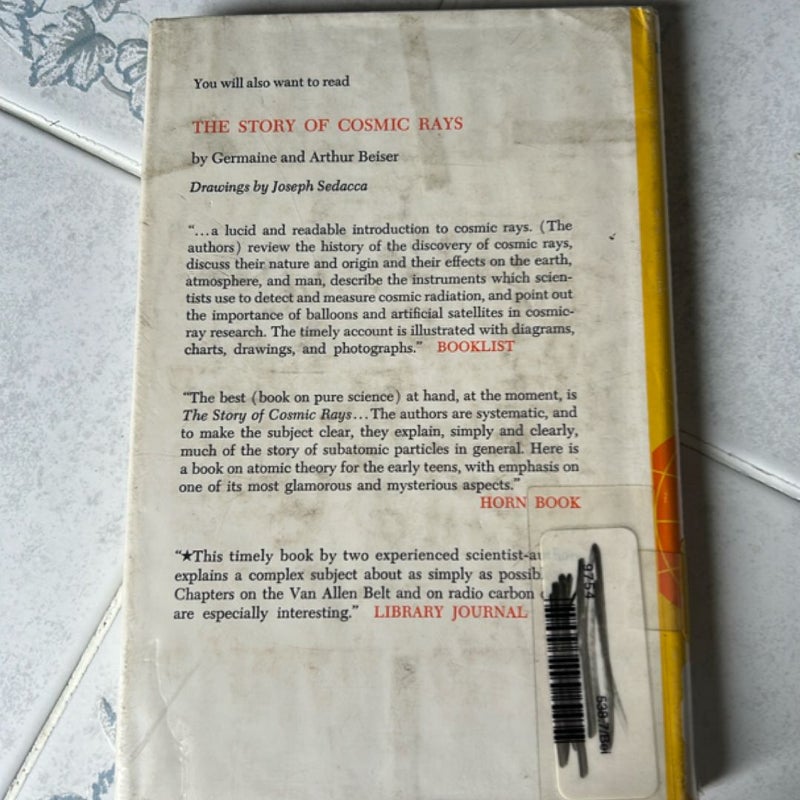 You will also want to read
THE STORY OF COSMIC RAYS
by Germaine and Arthur Beiser
Drawings by Joseph Sedacca
“...a lucid and readable introduction to cosmic rays. (The
authors) review the history of the discovery of cosmic rays,
discuss their nature and origin and their effects on the earth,
atmosphere, and man, describe the instruments which scien-
tists use to detect and measure cosmic radiation, and point out
the importance of balloons and artificial satellites in cosmic-
ray research. The timely account is illustrated with diagrams,
charts, drawings, and photographs.” BOOKLIST
“The best (book on pure science) at hand, at the moment, is
The Story of Cosmic Rays...The authors are systematic, and
to make the subject clear, they explain, simply and clearly,
much of the story of subatomic particles in general. Here is
a book on atomic theory for the early teens, with emphasis on
one of its most glamorous and mysterious aspects.”
HORN BOOK
“★This timely book by two experienced
explains a complex subject about as simply as
Chapters on the Van Allen Belt and on radio carbon
are especially interesting.” LIBRARY JOURNAL
9754
538.7/Bei